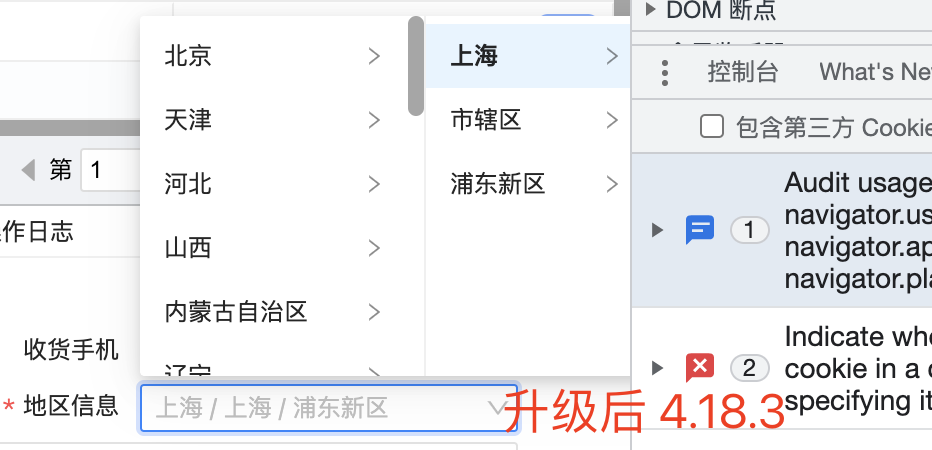 北京
天津
河北
山西
内蒙古自治区
辽宁
上海
市辖区
浦东新区
第 1
作日志
收货手机
* 地区信息
上海 / 上海 / 浦东新区
升级后 4.18.3
DOM 断点
控制台 What's Ne
包含第三方 Cookie
1
Audit usage
navigator.us
navigator.ap
navigator.pla
2
Indicate whe
cookie in a c
specifying it